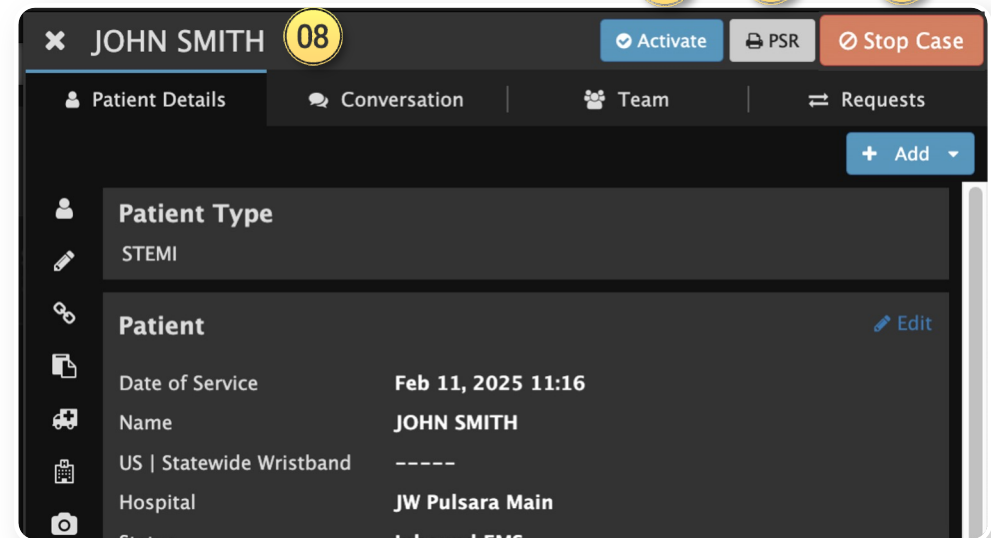 JOHN SMITH 08 Activate PSR Stop Case
Patient Details Conversation Team Requests
+ Add
Patient Type
STEMI
Patient Edit
Date of Service Feb 11, 2025 11:16
Name JOHN SMITH
US | Statewide Wristband -----
Hospital JW Pulsara Main